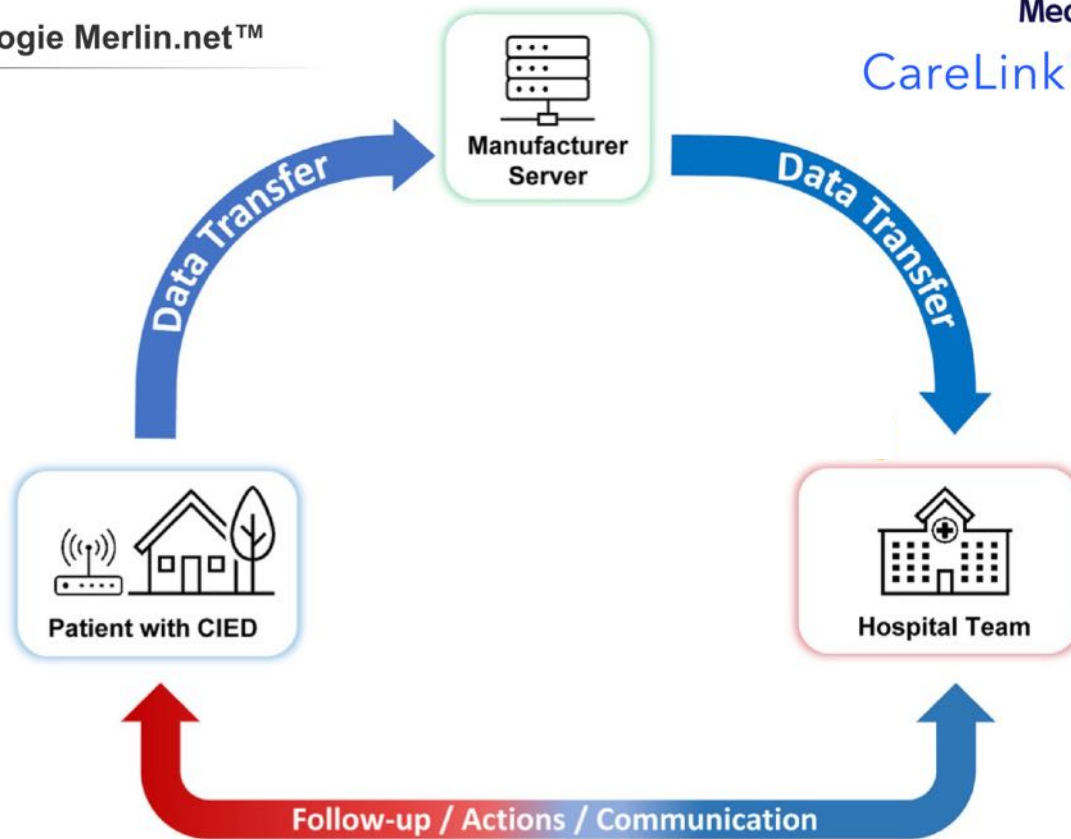 ogie Merlin.net™
Med
CareLink
Manufacturer
Server
Data Transfer
Data Transfer
Patient with CIED
Hospital Team
Follow-up / Actions / Communication